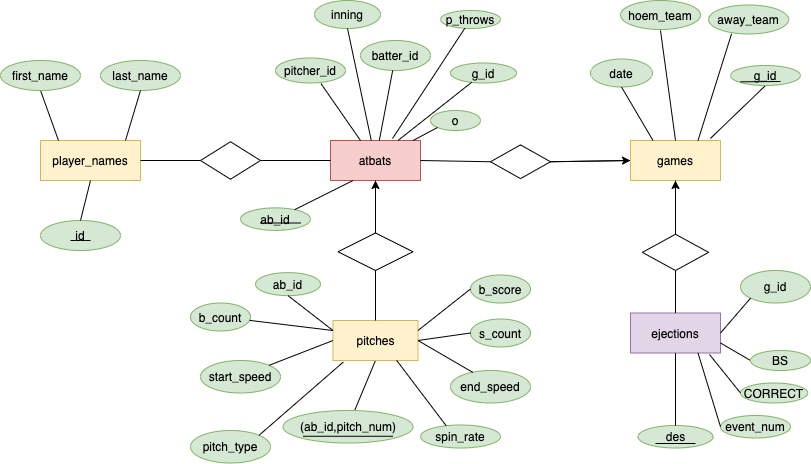 inning
p_throws
hoem_team
away_team
first_name
last_name
pitcher_id
batter_id
g_id
date
g_id
o
player_names
atbats
games
ab_id
id
ab_id
b_score
g_id
b_count
s_count
pitches
ejections
start_speed
end_speed
BS
CORRECT
(ab_id,pitch_num)
event_num
pitch_type
spin_rate
des